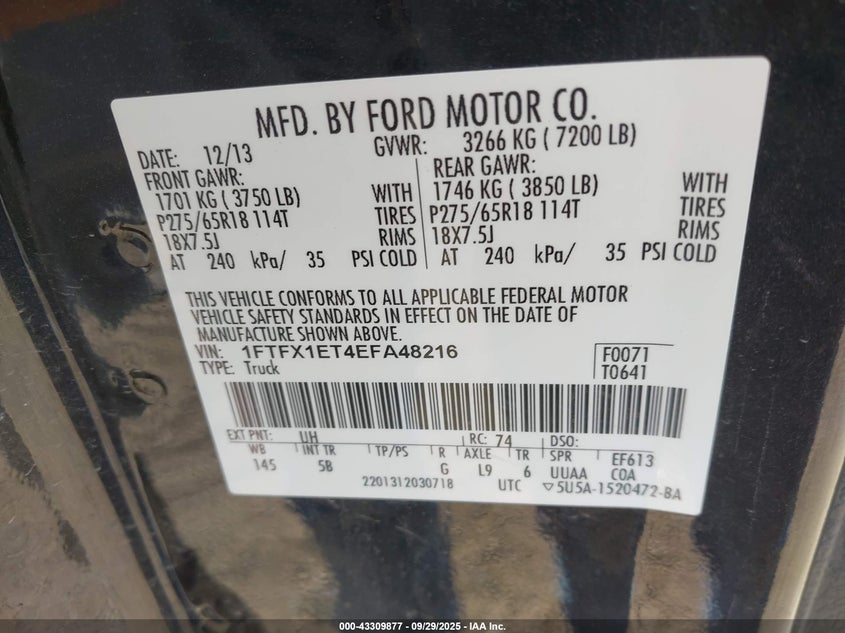 MFD. BY FORD MOTOR CO.
DATE: 12/13
GVWR: 3266 KG ( 7200 LB)
FRONT GAWR:
1701 KG ( 3750 LB) WITH
P275/65R18 114T TIRES
18X7.5J RIMS
AT 240 kPa/ 35 PSI COLD
REAR GAWR:
1746 KG ( 3850 LB) WITH
P275/65R18 114T TIRES
18X7.5J RIMS
AT 240 kPa/ 35 PSI COLD
THIS VEHICLE CONFORMS TO ALL APPLICABLE FEDERAL MOTOR
VEHICLE SAFETY STANDARDS IN EFFECT ON THE DATE OF
MANUFACTURE SHOWN ABOVE.
VIN: 1FTFX1ET4EFA48216
TYPE: Truck
F0071
T0641
EXT PNT: UH RC: 74 DSO:
WB INT TR TP/PS R AXLE TR SPR EF613
145 5B G L9 6 UUAA COA
2201312030718 UTC ▽5U5A-1520472-BA
000-43309877 - 09/29/2025 - IAA Inc.